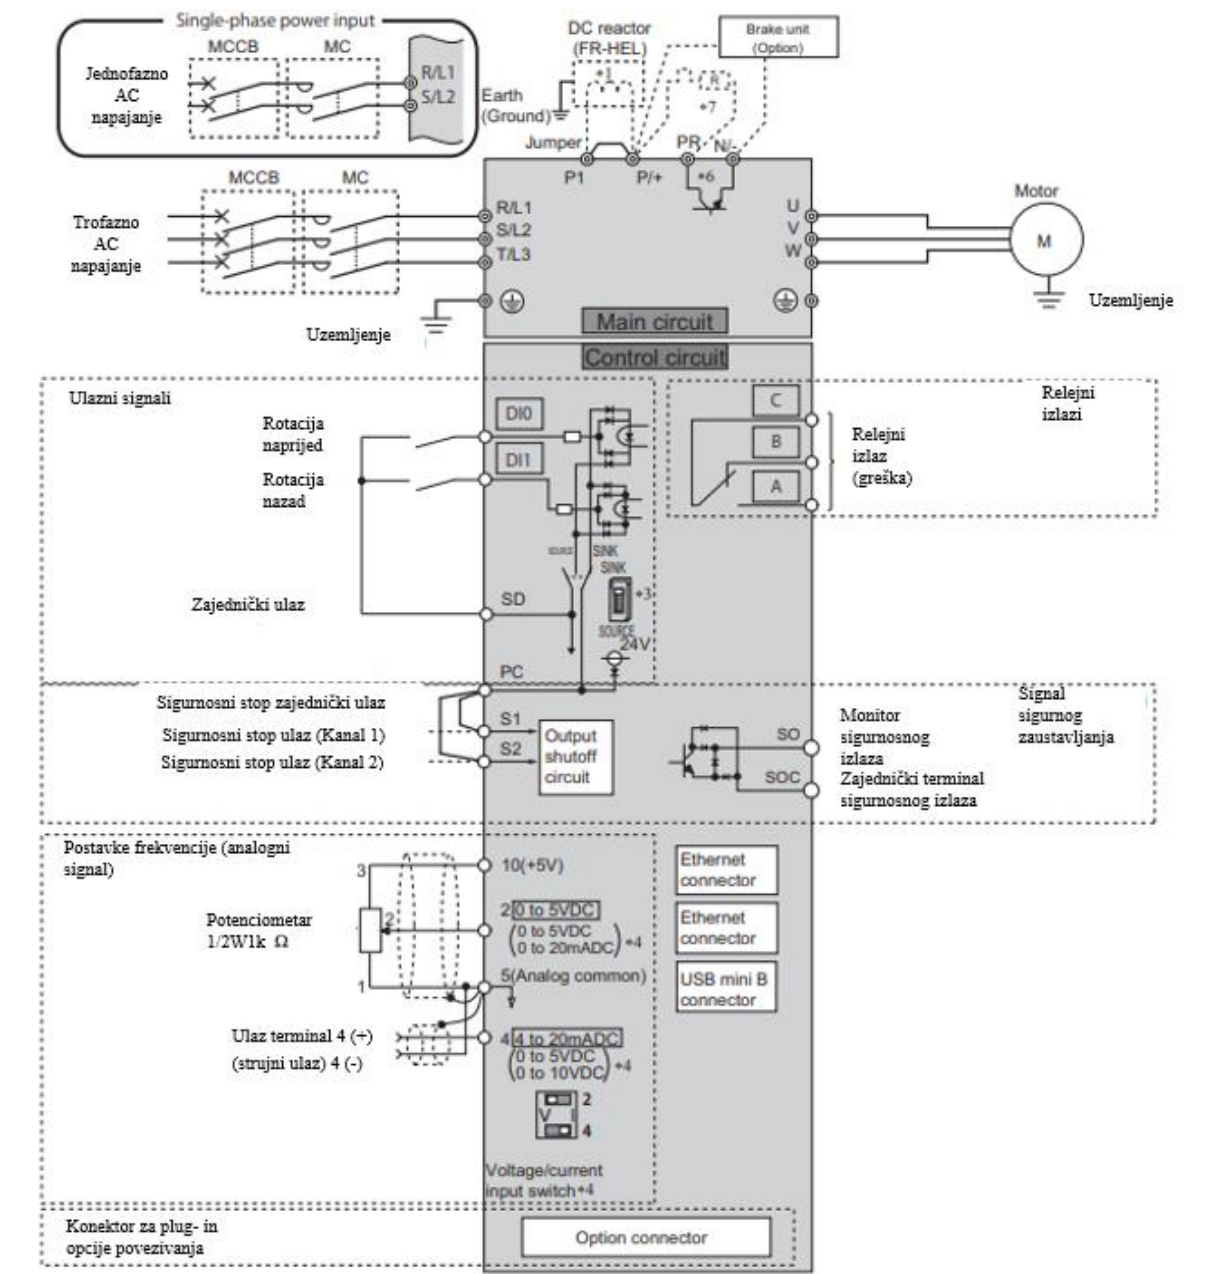 Single-phase power input
MCCB MC
Jednofazno
AC
napajanje
R/L1
S/L2
Earth
(Ground)
DC reactor
(FR-HEL)
*1
Brake unit
(Option)
R
*7
Jumper
P1 P/+ PR N/-
*6
MCCB MC
Trofazno
AC
napajanje
R/L1
S/L2
T/L3
U
V
W
Motor
M
Uzemljenje
Uzemljenje
Main circuit
Control circuit
Ulazni signali
Rotacija
naprijed
Rotacija
nazad
DI0
DI1
SOURCE SINK
SINK
*3
SOURCE
24V
Zajednički ulaz
SD
PC
C
B
A
Relejni
izlaz
(greška)
Relejni
izlazi
Sigurnosni stop zajednički ulaz
Sigurnosni stop ulaz (Kanal 1)
Sigurnosni stop ulaz (Kanal 2)
S1
S2
Output
shutoff
circuit
SO
SOC
Monitor
sigurnosnog
izlaza
Zajednički terminal
sigurnosnog izlaza
Signal
sigurnog
zaustavljanja
Postavke frekvencije (analogni
signal)
Potenciometar
1/2W1k Ω
3
2
1
10(+5V)
2 0 to 5VDC
(0 to 5VDC
0 to 20mADC) *4
5(Analog common)
Ulaz terminal 4 (+)
(strujni ulaz) 4 (-)
4 4 to 20mADC
(0 to 5VDC
0 to 10VDC) *4
2
V I
4
Voltage/current
input switch*4
Ethernet
connector
Ethernet
connector
USB mini B
connector
Konektor za plug- in
opcije povezivanja
Option connector